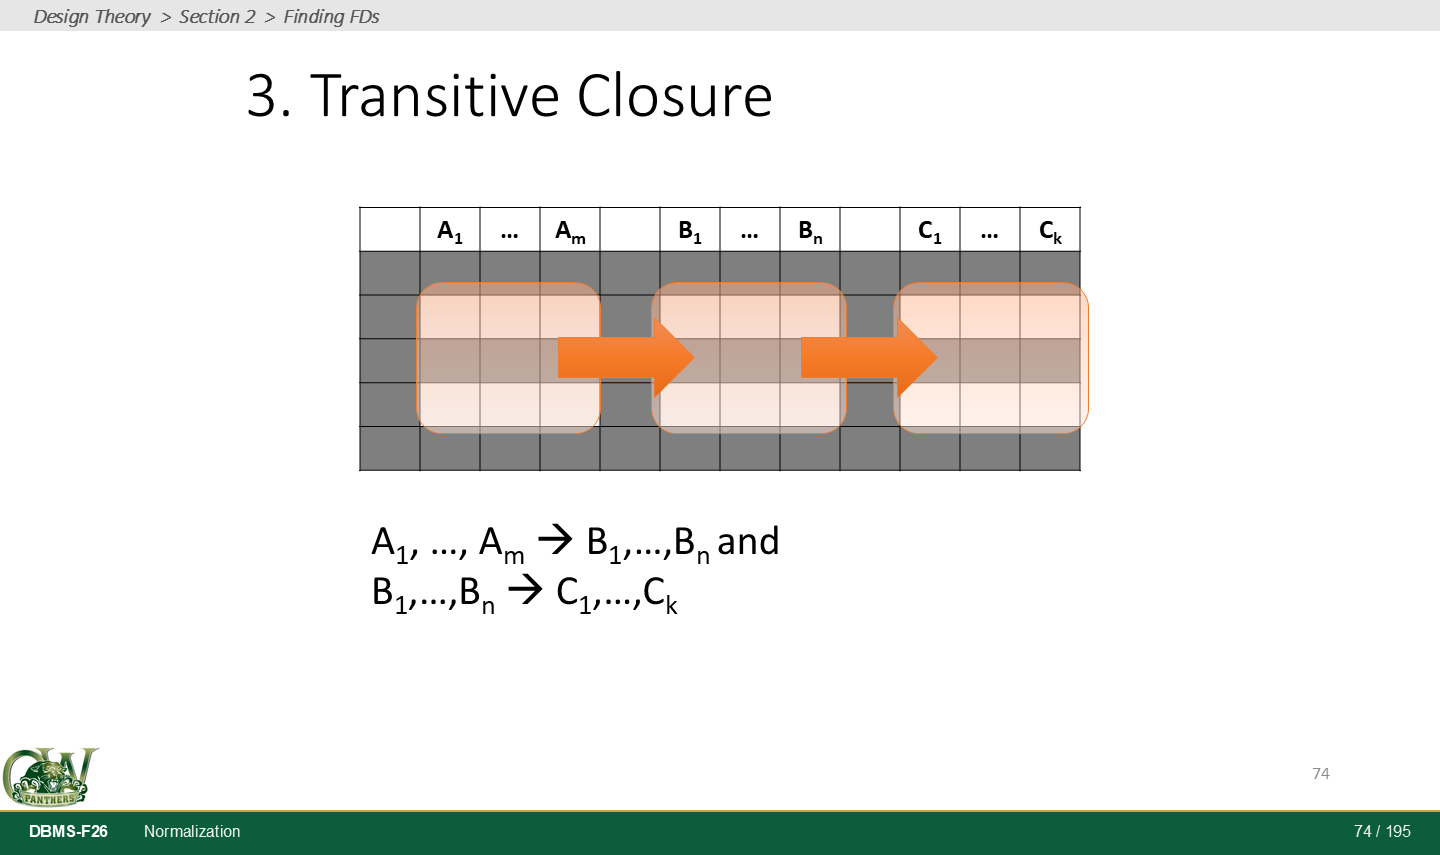 Design Theory > Section 2 > Finding FDs
3. Transitive Closure
A1 … Am B1 … Bn C1 … Ck
A1, …, Am → B1,…,Bn and
B1,…,Bn → C1,…,Ck
74
OW
PANTHERS
DBMS-F26 Normalization 74 / 195